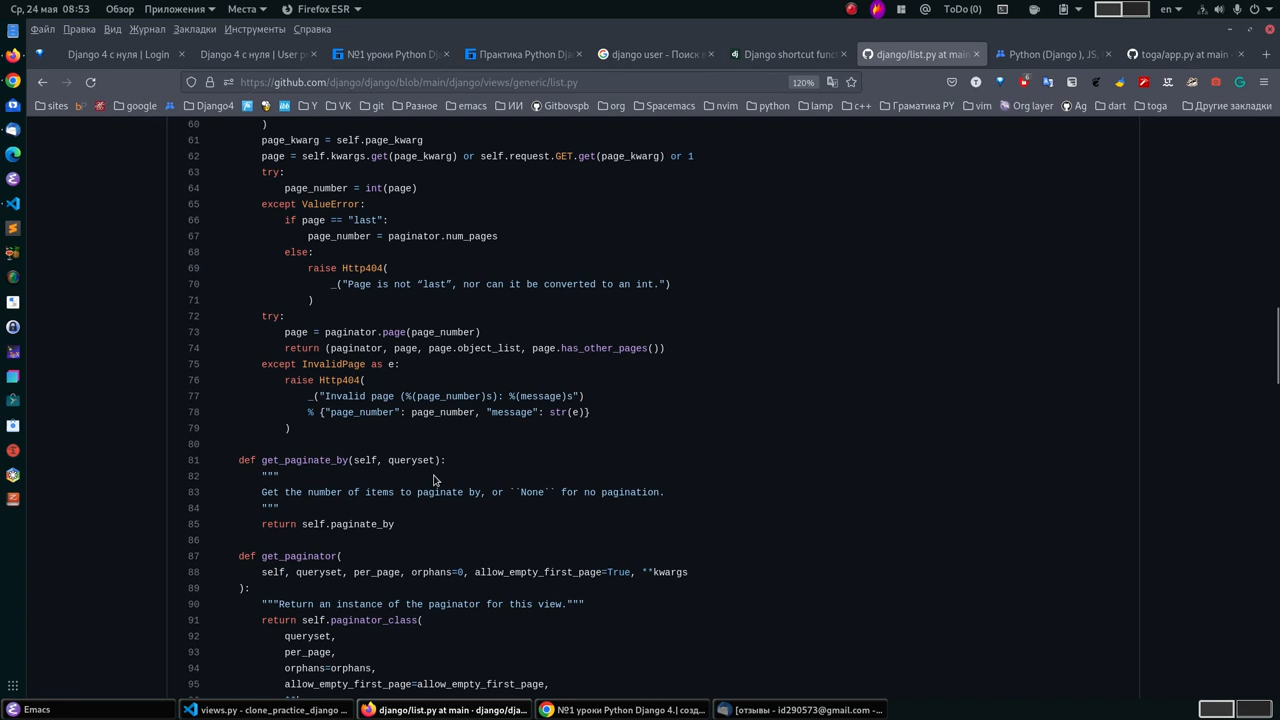 Ср, 24 мая 08:53 Обзор Приложения Места Firefox ESR ToDo (0) en
Файл Правка Вид Журнал Закладки Инструменты Справка
Django 4 с нуля | Login Django 4 с нуля | User p №1 уроки Python Dj Практика Python Dj django user - Поиск Django shortcut func django/list.py at main Python (Django ), JS, toga/app.py at main
https://github.com/django/django/blob/main/django/views/generic/list.py 120%
sites google Django4 Y VK git Разное emacs ИИ Gitbovspb org Spacemacs nvim python lamp c++ Граматика PY vim Org layer Ag dart toga Другие закладки
60 )
61 page_kwarg = self.page_kwarg
62 page = self.kwargs.get(page_kwarg) or self.request.GET.get(page_kwarg) or 1
63 try:
64 page_number = int(page)
65 except ValueError:
66 if page == "last":
67 page_number = paginator.num_pages
68 else:
69 raise Http404(
70 _("Page is not “last”, nor can it be converted to an int.")
71 )
72 try:
73 page = paginator.page(page_number)
74 return (paginator, page, page.object_list, page.has_other_pages())
75 except InvalidPage as e:
76 raise Http404(
77 _("Invalid page (%(page_number)s): %(message)s")
78 % {"page_number": page_number, "message": str(e)}
79 )
80
81 def get_paginate_by(self, queryset):
82 """
83 Get the number of items to paginate by, or ``None`` for no pagination.
84 """
85 return self.paginate_by
86
87 def get_paginator(
88 self, queryset, per_page, orphans=0, allow_empty_first_page=True, **kwargs
89 ):
90 """Return an instance of the paginator for this view."""
91 return self.paginator_class(
92 queryset,
93 per_page,
94 orphans=orphans,
95 allow_empty_first_page=allow_empty_first_page,
Emacs views.py - clone_practice_django ... django/list.py at main · django/dja... №1 уроки Python Django 4.| созд... [отзывы - id290573@gmail.com -...